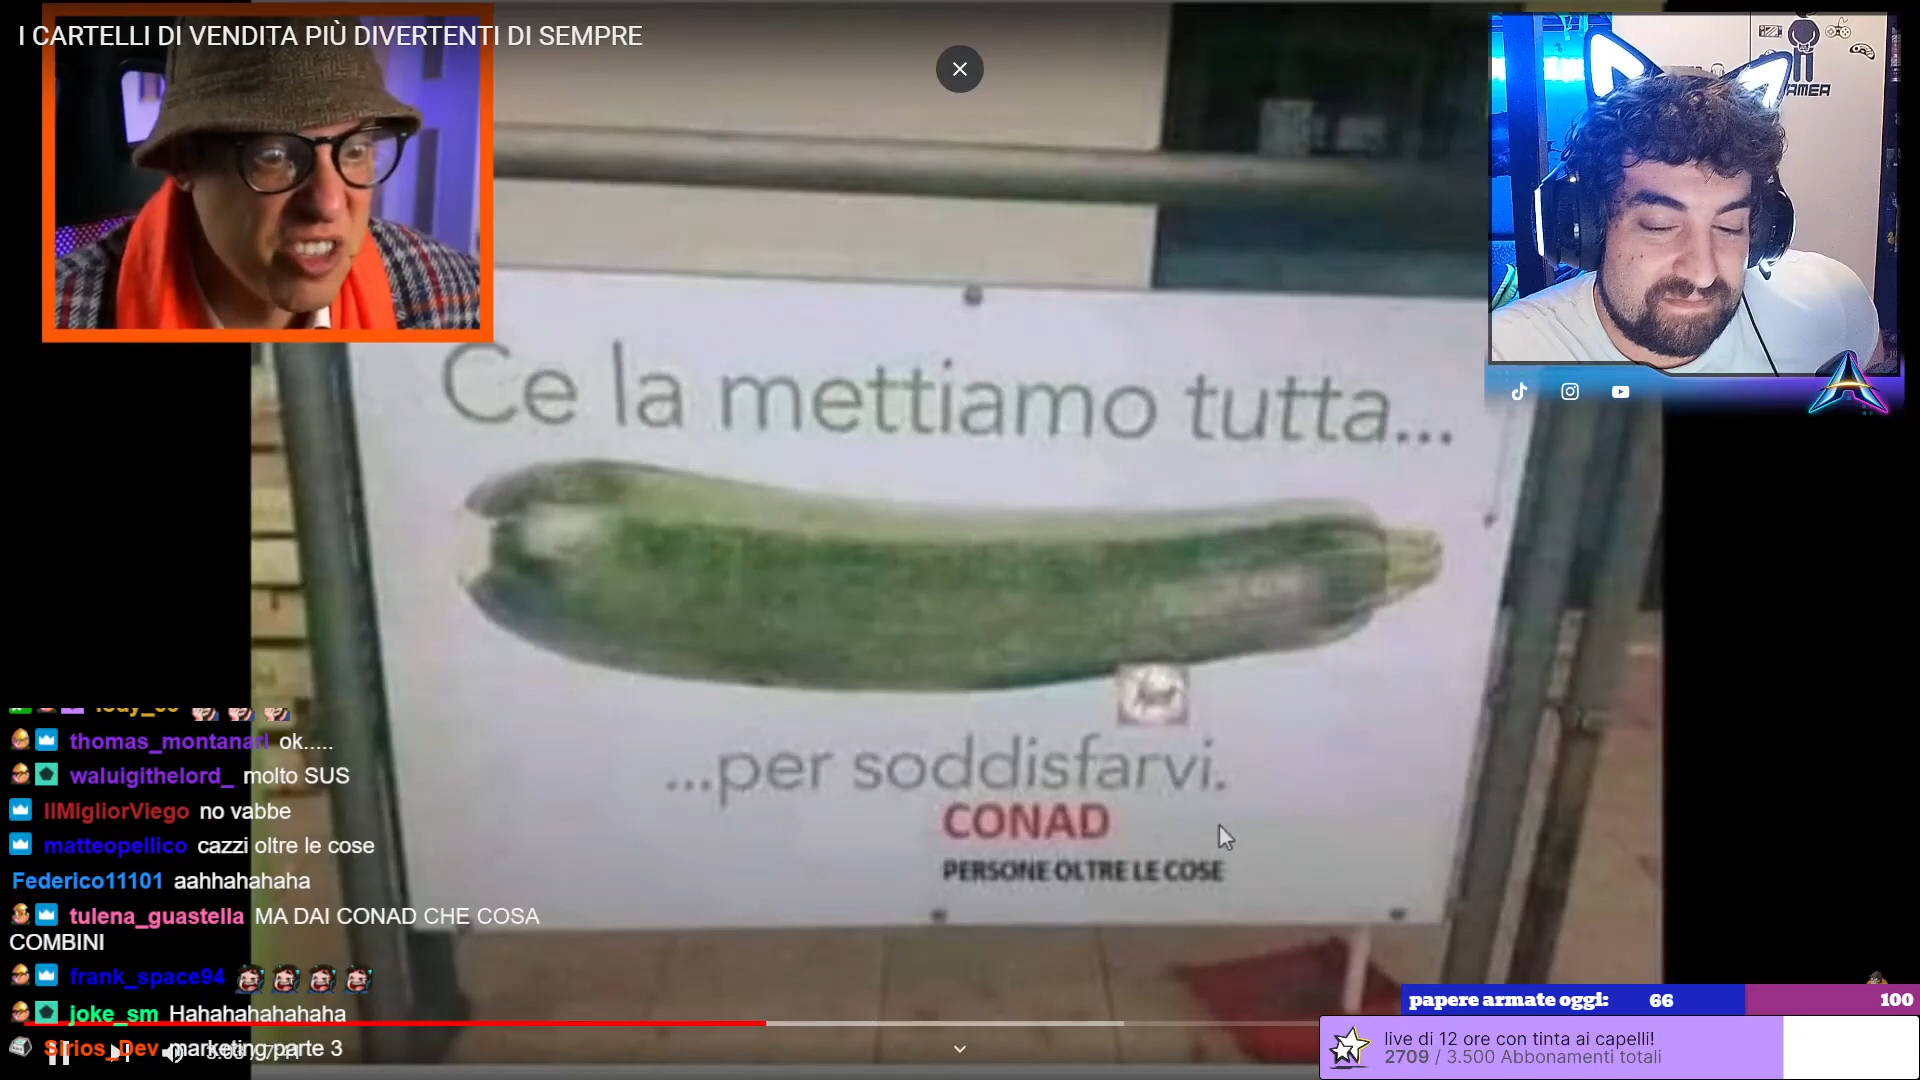 I CARTELLI DI VENDITA PIÙ DIVERTENTI DI SEMPRE
AMER
Ce la mettiamo tutta...
...per soddisfarvi.
CONAD
PERSONE OLTRE LE COSE
thomas_montanari ok.....
waluigithelord_ molto SUS
IlMigliorViego no vabbe
matteopellico cazzi oltre le cose
Federico11101 aahhahahaha
tulena_guastella MA DAI CONAD CHE COSA
COMBINI
frank_space94
joke_sm Hahahahahahaha
Sirios_Dev marketing parte 3
papere armate oggi: 66 100
live di 12 ore con tinta ai capelli!
2709 / 3.500 Abbonamenti totali